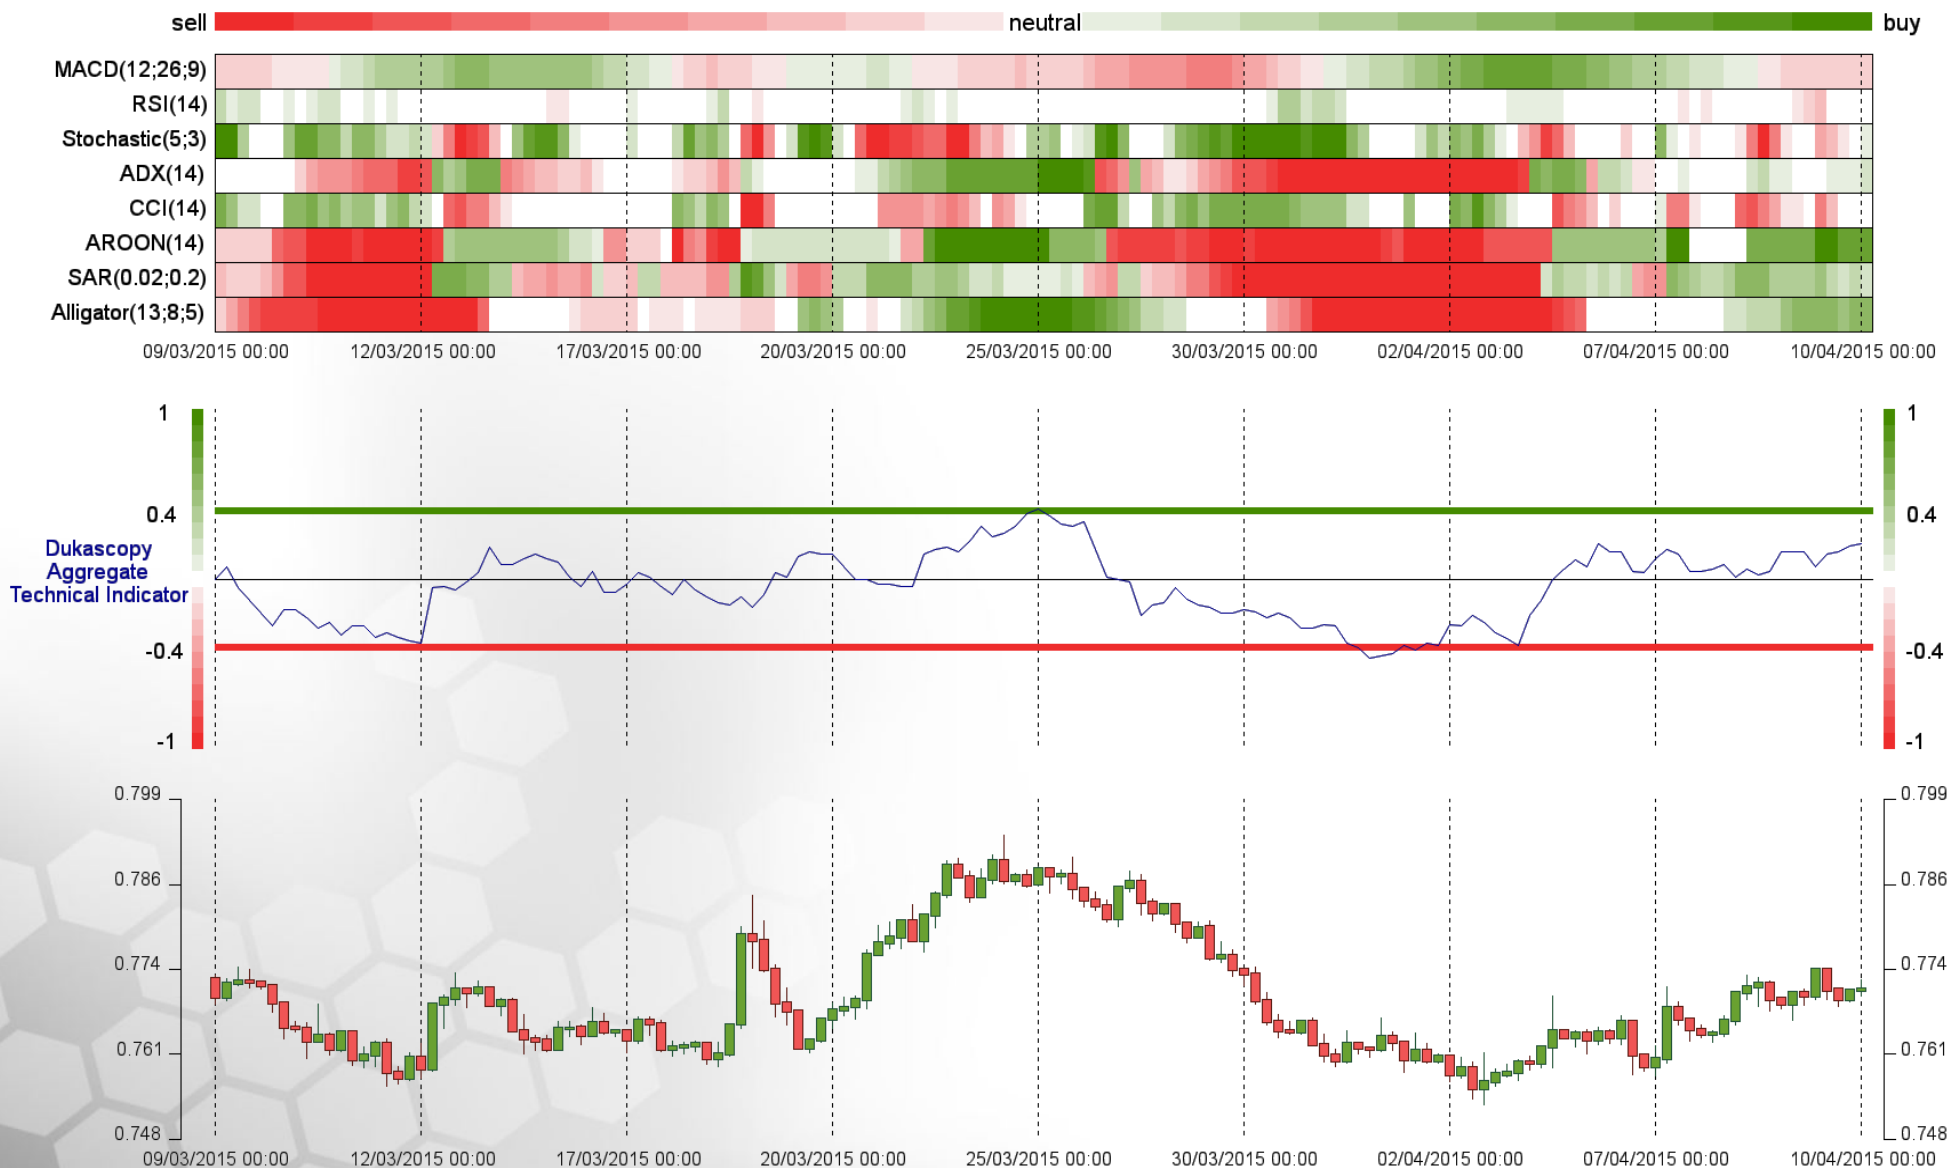 sell neutral buy
MACD(12;26;9)
RSI(14)
Stochastic(5;3)
ADX(14)
CCI(14)
AROON(14)
SAR(0.02;0.2)
Alligator(13;8;5)
09/03/2015 00:00 12/03/2015 00:00 17/03/2015 00:00 20/03/2015 00:00 25/03/2015 00:00 30/03/2015 00:00 02/04/2015 00:00 07/04/2015 00:00 10/04/2015 00:00
1 1
0.4 0.4
Dukascopy
Aggregate
Technical Indicator
-0.4 -0.4
-1 -1
0.799 0.799
0.786 0.786
0.774 0.774
0.761 0.761
0.748 0.748
09/03/2015 00:00 12/03/2015 00:00 17/03/2015 00:00 20/03/2015 00:00 25/03/2015 00:00 30/03/2015 00:00 02/04/2015 00:00 07/04/2015 00:00 10/04/2015 00:00